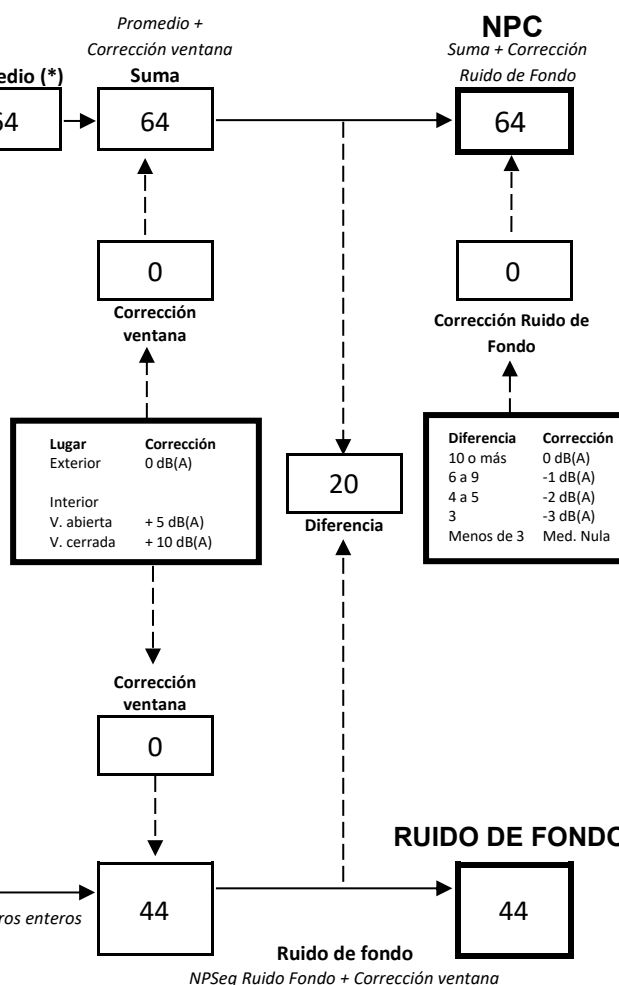 Promedio +
Corrección ventana
Suma
64
NPC
Suma + Corrección
Ruido de Fondo
64
edio (*)
64
0
Corrección
ventana
0
Corrección Ruido de
Fondo
Lugar Corrección
Exterior 0 dB(A)
Interior
V. abierta + 5 dB(A)
V. cerrada + 10 dB(A)
20
Diferencia
Diferencia Corrección
10 o más 0 dB(A)
6 a 9 -1 dB(A)
4 a 5 -2 dB(A)
3 -3 dB(A)
Menos de 3 Med. Nula
Corrección
ventana
0
RUIDO DE FONDO
ros enteros
44
44
Ruido de fondo
NPSeq Ruido Fondo + Corrección ventana